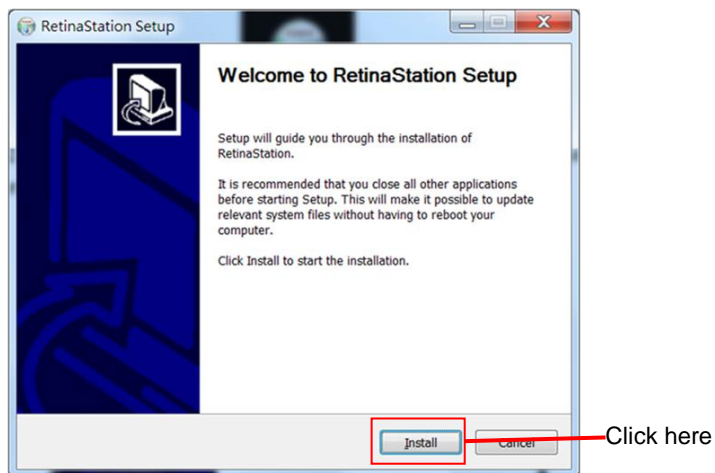 RetinaStation Setup
Welcome to RetinaStation Setup
Setup will guide you through the installation of
RetinaStation.
It is recommended that you close all other applications
before starting Setup. This will make it possible to update
relevant system files without having to reboot your
computer.
Click Install to start the installation.
Install
Cancel
Click here